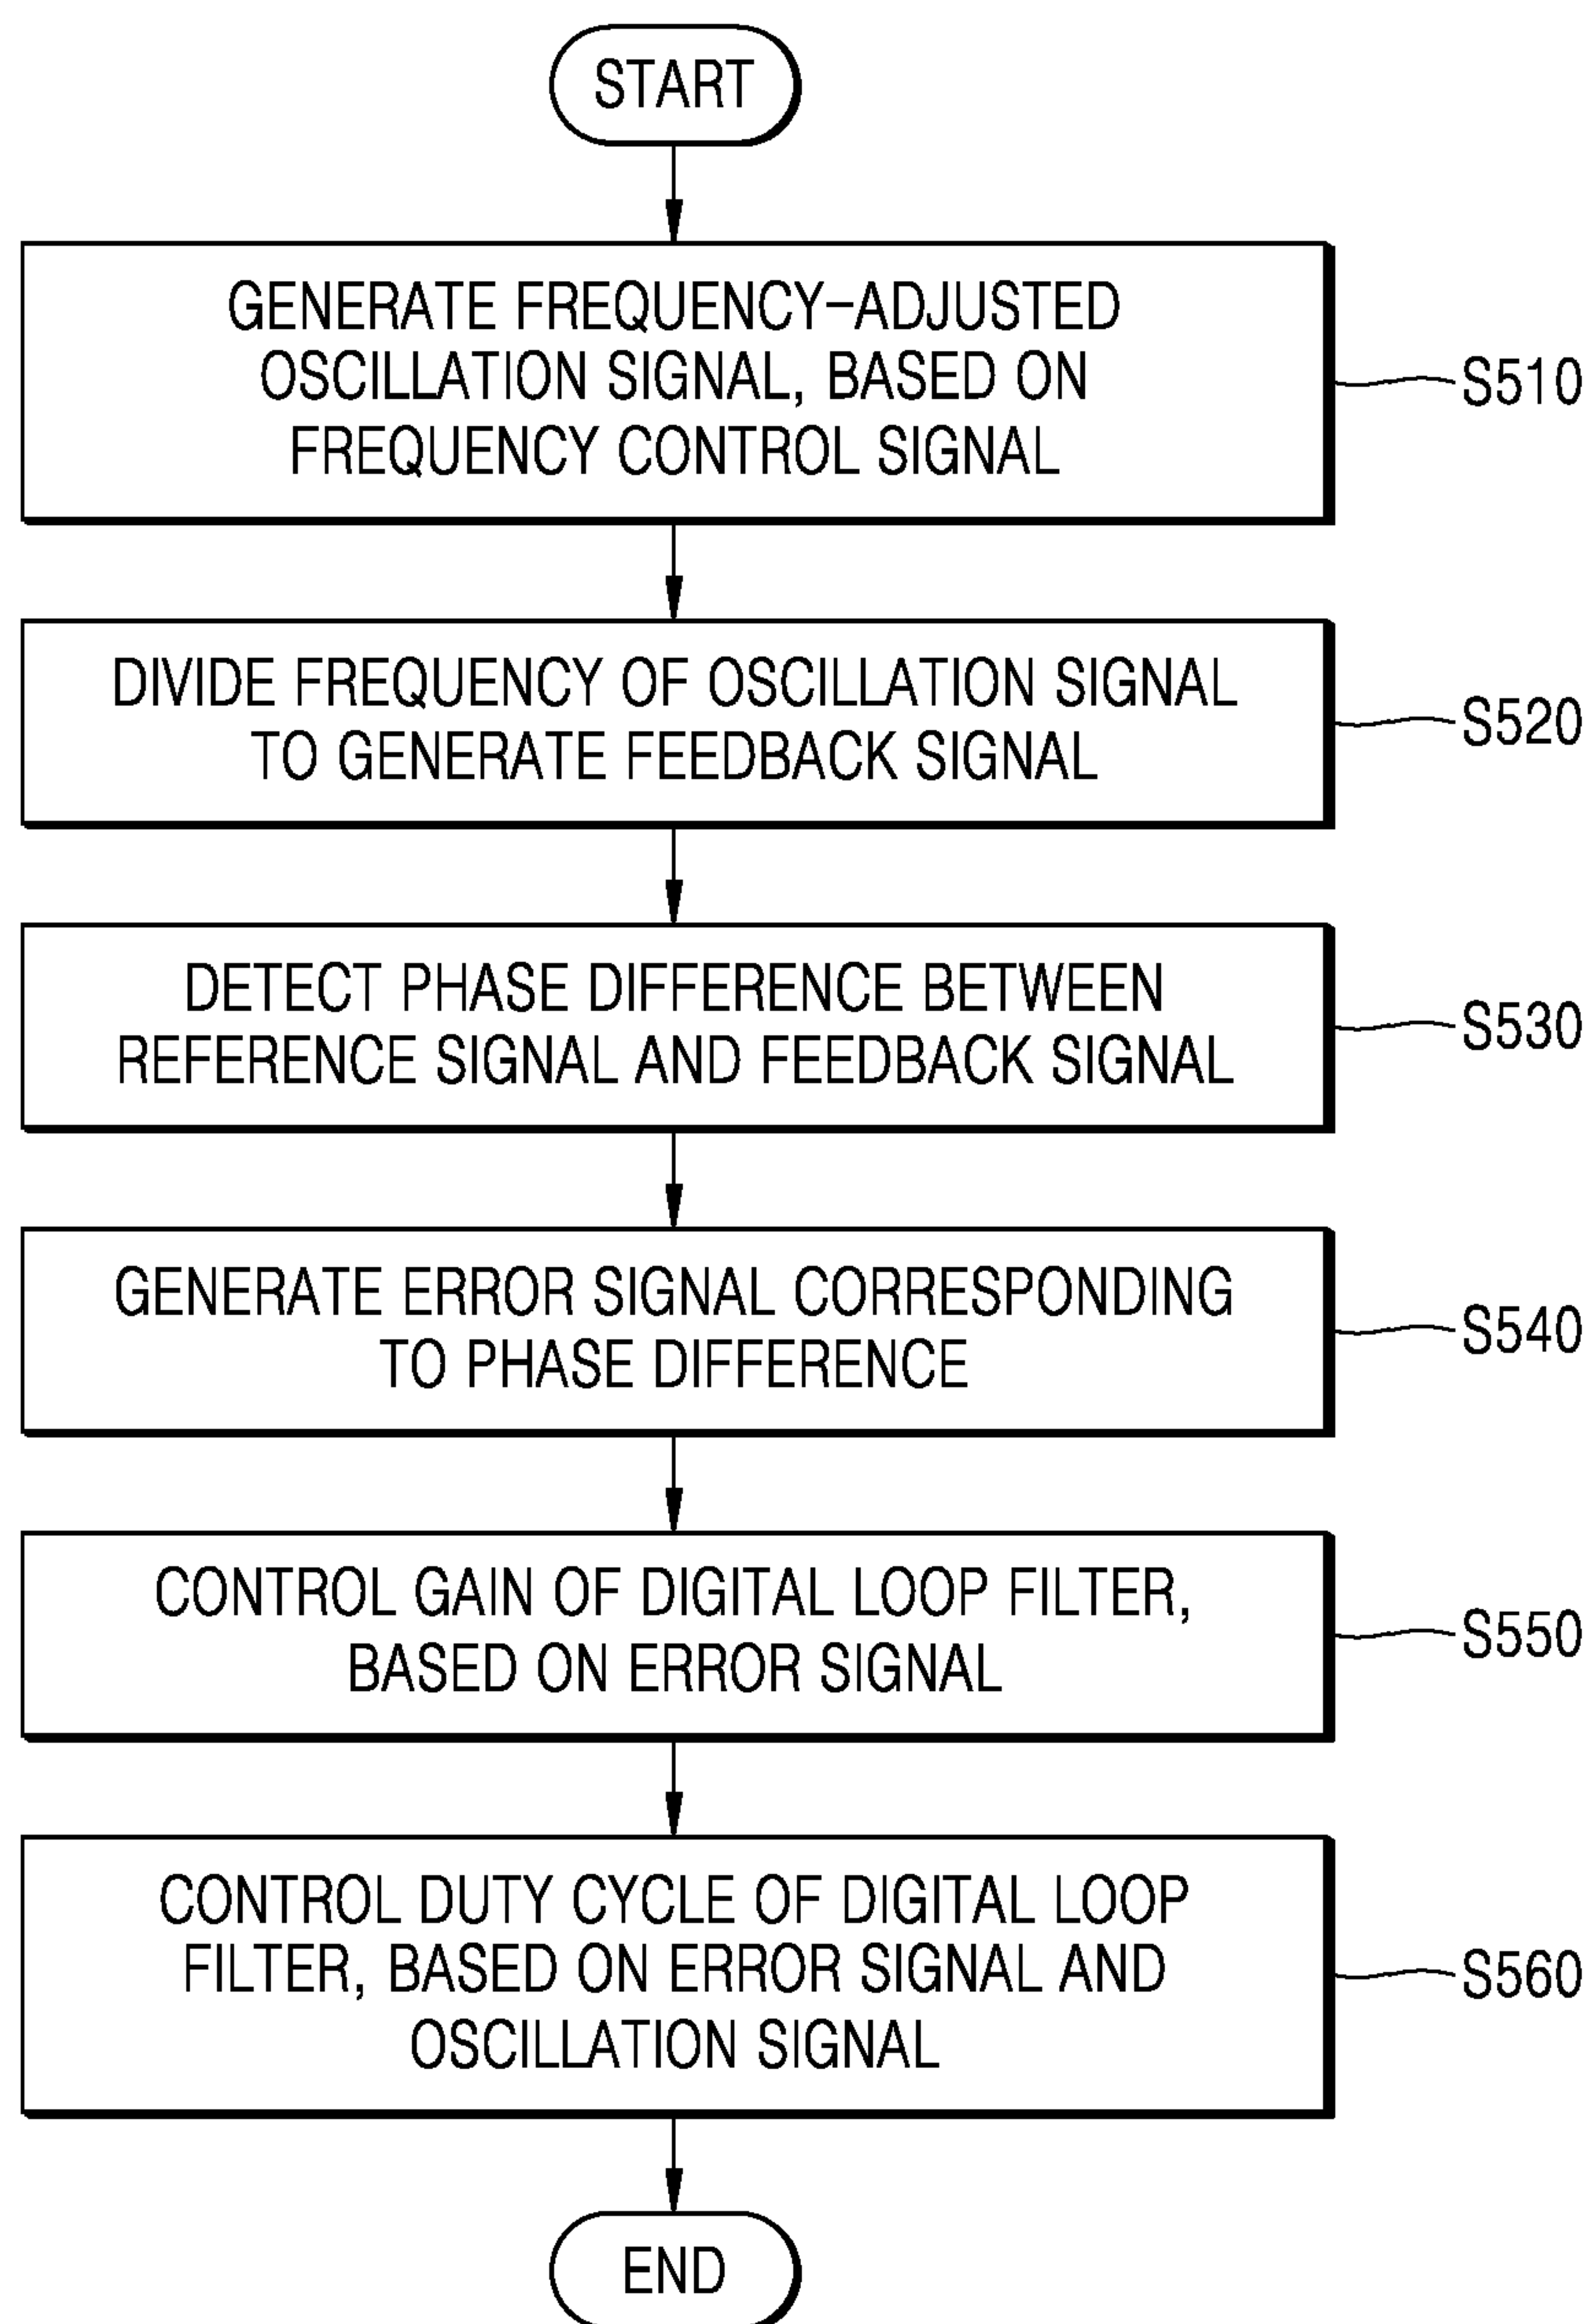 START
GENERATE FREQUENCY-ADJUSTED
OSCILLATION SIGNAL, BASED ON
FREQUENCY CONTROL SIGNAL
S510
DIVIDE FREQUENCY OF OSCILLATION SIGNAL
TO GENERATE FEEDBACK SIGNAL
S520
DETECT PHASE DIFFERENCE BETWEEN
REFERENCE SIGNAL AND FEEDBACK SIGNAL
S530
GENERATE ERROR SIGNAL CORRESPONDING
TO PHASE DIFFERENCE
S540
CONTROL GAIN OF DIGITAL LOOP FILTER,
BASED ON ERROR SIGNAL
S550
CONTROL DUTY CYCLE OF DIGITAL LOOP
FILTER, BASED ON ERROR SIGNAL AND
OSCILLATION SIGNAL
S560
END